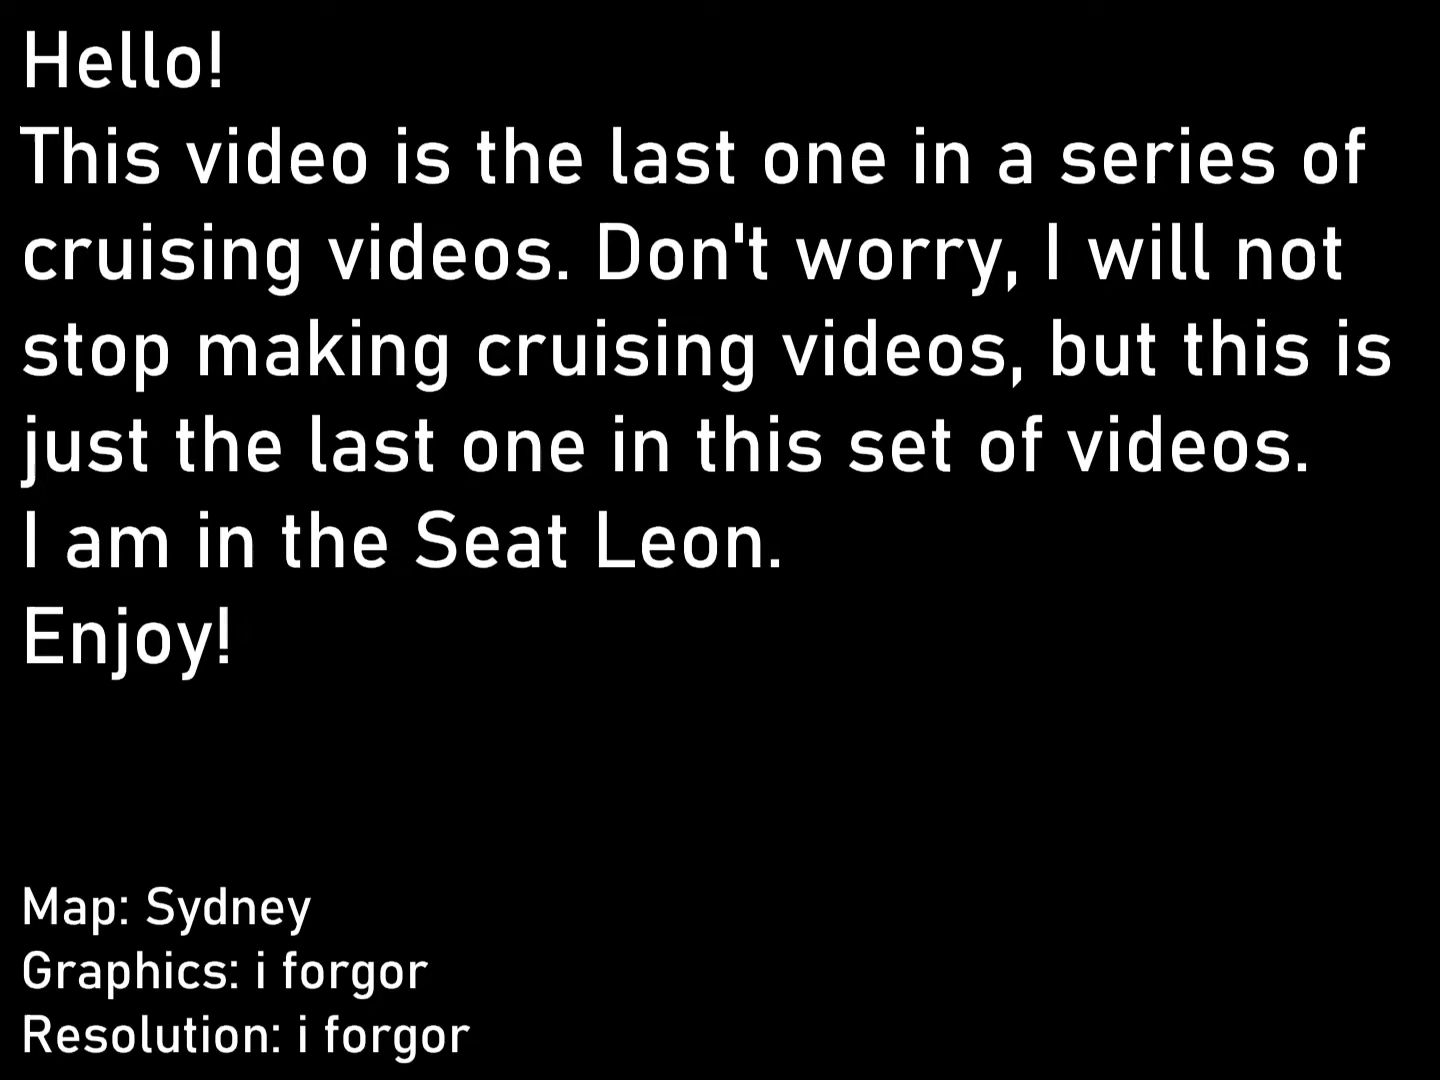 Hello!
This video is the last one in a series of
cruising videos. Don't worry, I will not
stop making cruising videos, but this is
just the last one in this set of videos.
I am in the Seat Leon.
Enjoy!
Map: Sydney
Graphics: i forgor
Resolution: i forgor